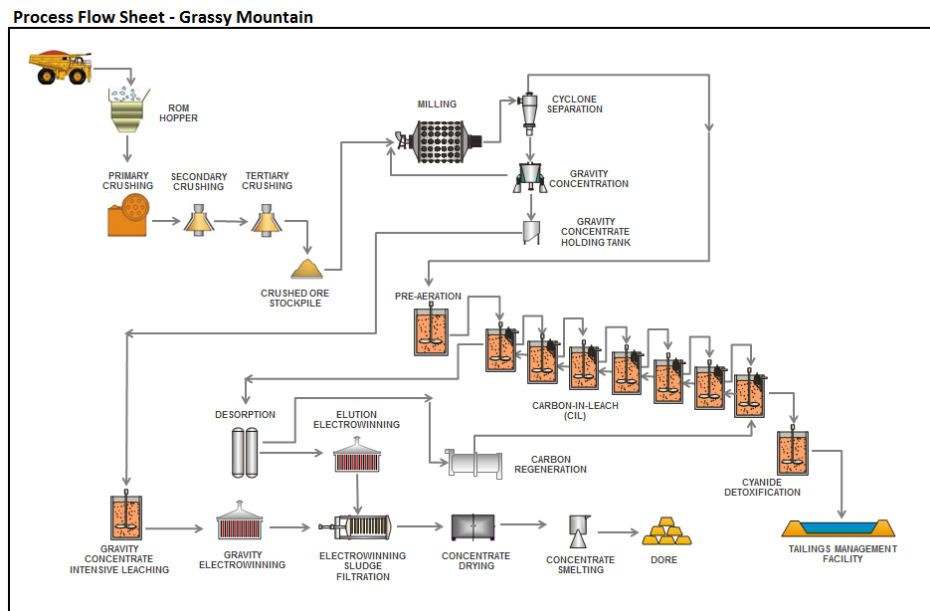 Process Flow Sheet - Grassy Mountain
ROM
HOPPER
MILLING
CYCLONE
SEPARATION
PRIMARY
CRUSHING
SECONDARY
CRUSHING
TERTIARY
CRUSHING
GRAVITY
CONCENTRATION
GRAVITY
CONCENTRATE
HOLDING TANK
CRUSHED ORE
STOCKPILE
PRE-AERATION
CARBON-IN-LEACH
(CIL)
DESORPTION
ELUTION
ELECTROWINNING
CARBON
REGENERATION
CYANIDE
DETOXIFICATION
GRAVITY
CONCENTRATE
INTENSIVE LEACHING
GRAVITY
ELECTROWINNING
ELECTROWINNING
SLUDGE
FILTRATION
CONCENTRATE
DRYING
CONCENTRATE
SMELTING
DORE
TAILINGS MANAGEMENT
FACILITY